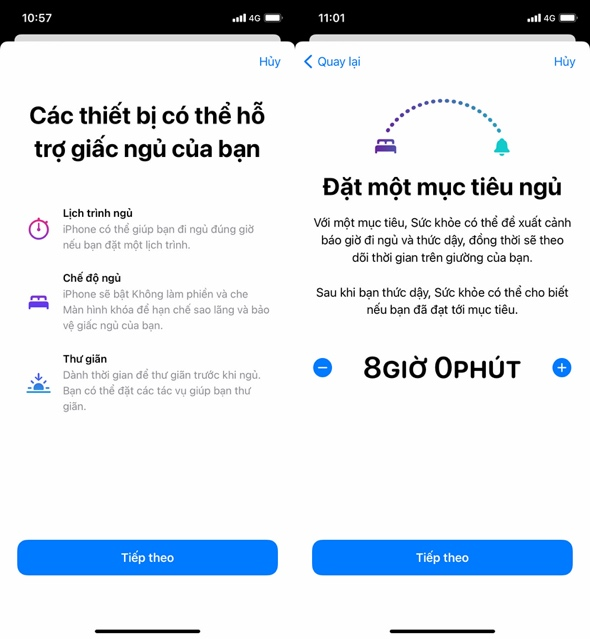 10:57
4G
Hủy
Các thiết bị có thể hỗ
trợ giấc ngủ của bạn
Lịch trình ngủ
iPhone có thể giúp bạn đi ngủ đúng giờ
nếu bạn đặt một lịch trình.
Chế độ ngủ
iPhone sẽ bật Không làm phiền và che
Màn hình khóa để hạn chế sao lãng và bảo
vệ giấc ngủ của bạn.
Thư giãn
Dành thời gian để thư giãn trước khi ngủ.
Bạn có thể đặt các tác vụ giúp bạn thư
giãn.
Tiếp theo
11:01
4G
Quay lại
Hủy
Đặt một mục tiêu ngủ
Với một mục tiêu, Sức khỏe có thể đề xuất cảnh
báo giờ đi ngủ và thức dậy, đồng thời sẽ theo
dõi thời gian trên giường của bạn.
Sau khi bạn thức dậy, Sức khỏe có thể cho biết
nếu bạn đã đạt tới mục tiêu.
8GIỜ 0PHÚT
Tiếp theo